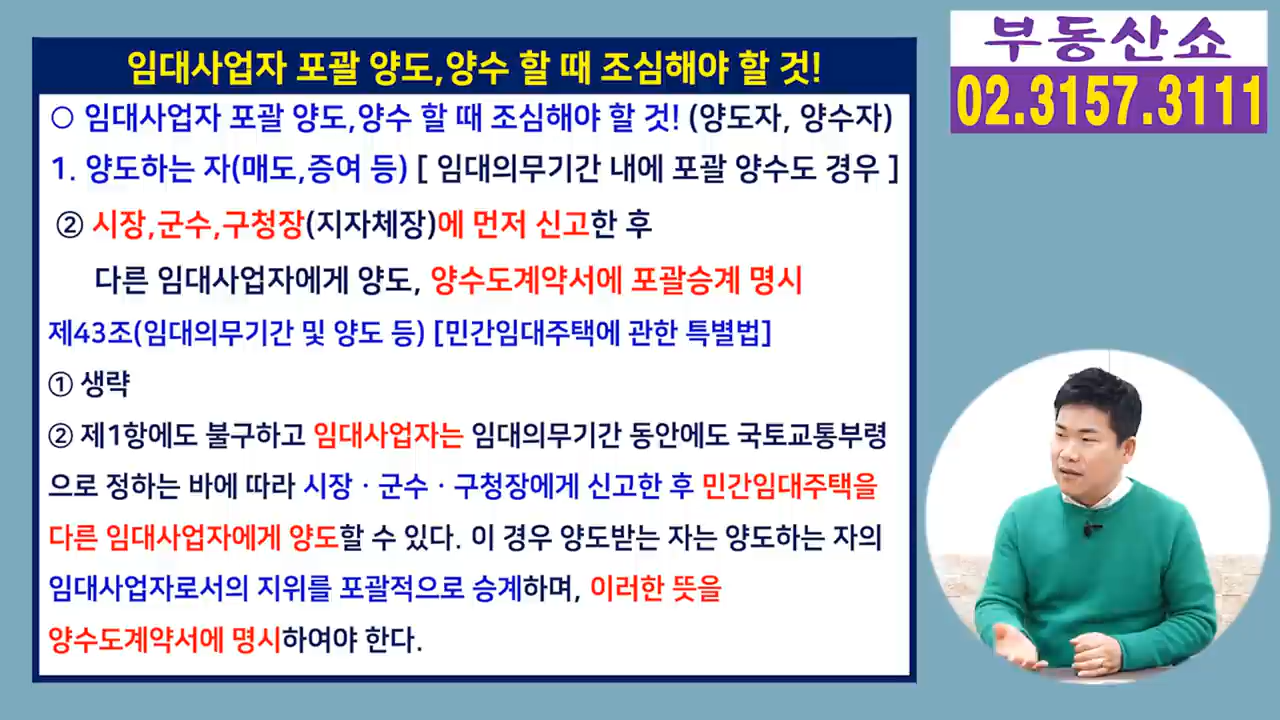 임대사업자 포괄 양도,양수 할 때 조심해야 할 것!
부동산쇼
02.3157.3111
○ 임대사업자 포괄 양도,양수 할 때 조심해야 할 것! (양도자, 양수자)
1. 양도하는 자(매도,증여 등) [ 임대의무기간 내에 포괄 양수도 경우 ]
② 시장,군수,구청장(지자체장)에 먼저 신고한 후
다른 임대사업자에게 양도, 양수도계약서에 포괄승계 명시
제43조(임대의무기간 및 양도 등) [민간임대주택에 관한 특별법]
① 생략
② 제1항에도 불구하고 임대사업자는 임대의무기간 동안에도 국토교통부령
으로 정하는 바에 따라 시장 · 군수 · 구청장에게 신고한 후 민간임대주택을
다른 임대사업자에게 양도할 수 있다. 이 경우 양도받는 자는 양도하는 자의
임대사업자로서의 지위를 포괄적으로 승계하며, 이러한 뜻을
양수도계약서에 명시하여야 한다.